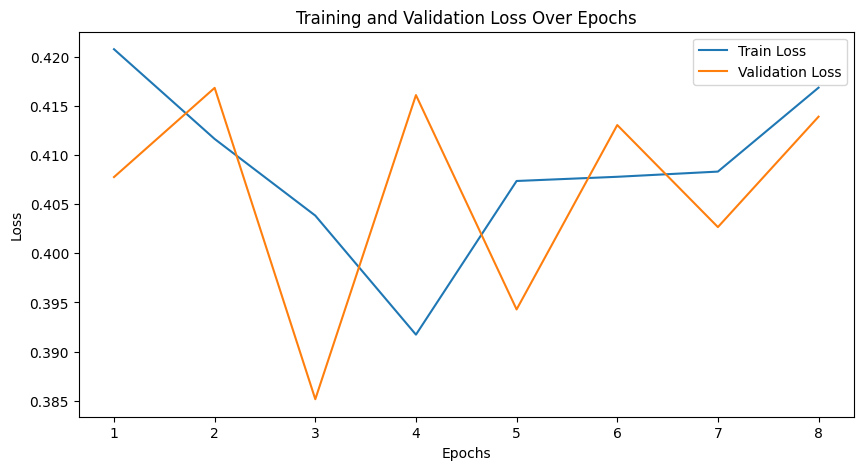 Training and Validation Loss Over Epochs
Train Loss
Validation Loss
0.420
0.415
0.410
0.405
0.400
0.395
0.390
0.385
Loss
1 2 3 4 5 6 7 8
Epochs